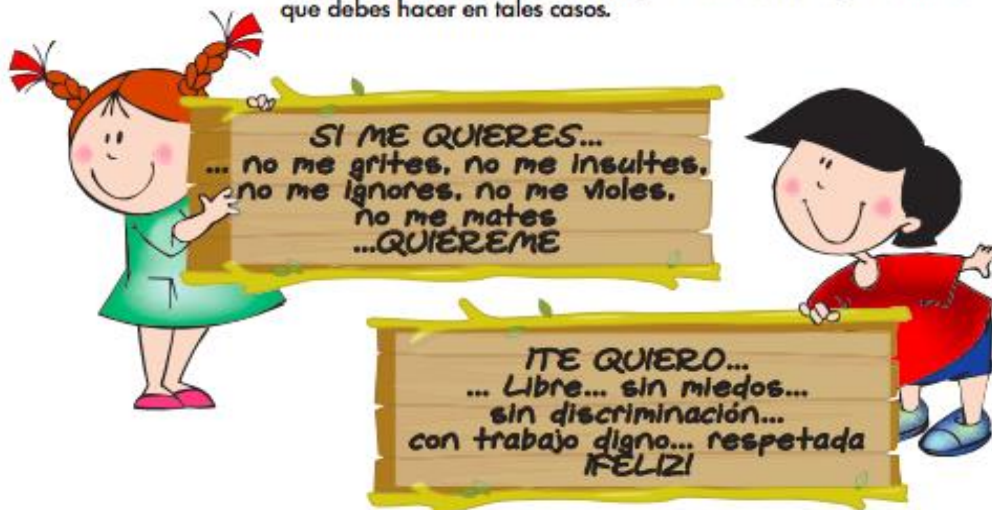 que debes hacer en tales casos.
SI ME QUIERES...
... no me grites, no me insultes,
no me ignores, no me violes,
no me mates
...QUIÉREME
¡TE QUIERO...
... Libre... sin miedos...
sin discriminación...
con trabajo digno... respetada
¡FELIZ!